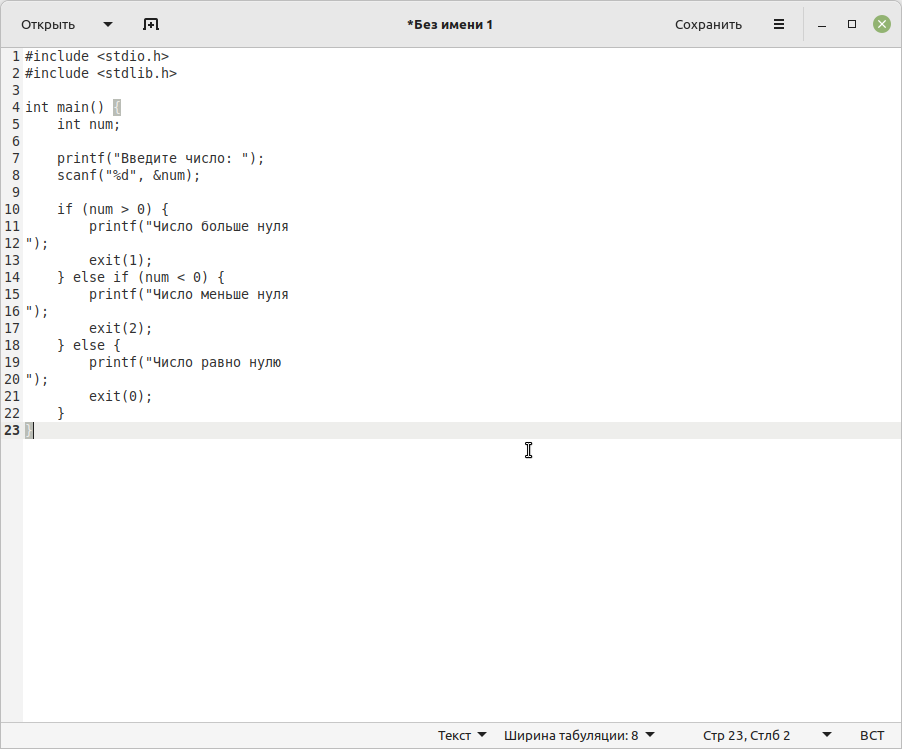 Открыть
*Без имени 1
Сохранить
1 #include <stdio.h>
2 #include <stdlib.h>
3
4 int main() {
5     int num;
6
7     printf("Введите число: ");
8     scanf("%d", &num);
9
10     if (num > 0) {
11         printf("Число больше нуля
12 ");
13         exit(1);
14     } else if (num < 0) {
15         printf("Число меньше нуля
16 ");
17         exit(2);
18     } else {
19         printf("Число равно нулю
20 ");
21         exit(0);
22     }
23 }
Текст
Ширина табуляции: 8
Стр 23, Стлб 2
ВСТ